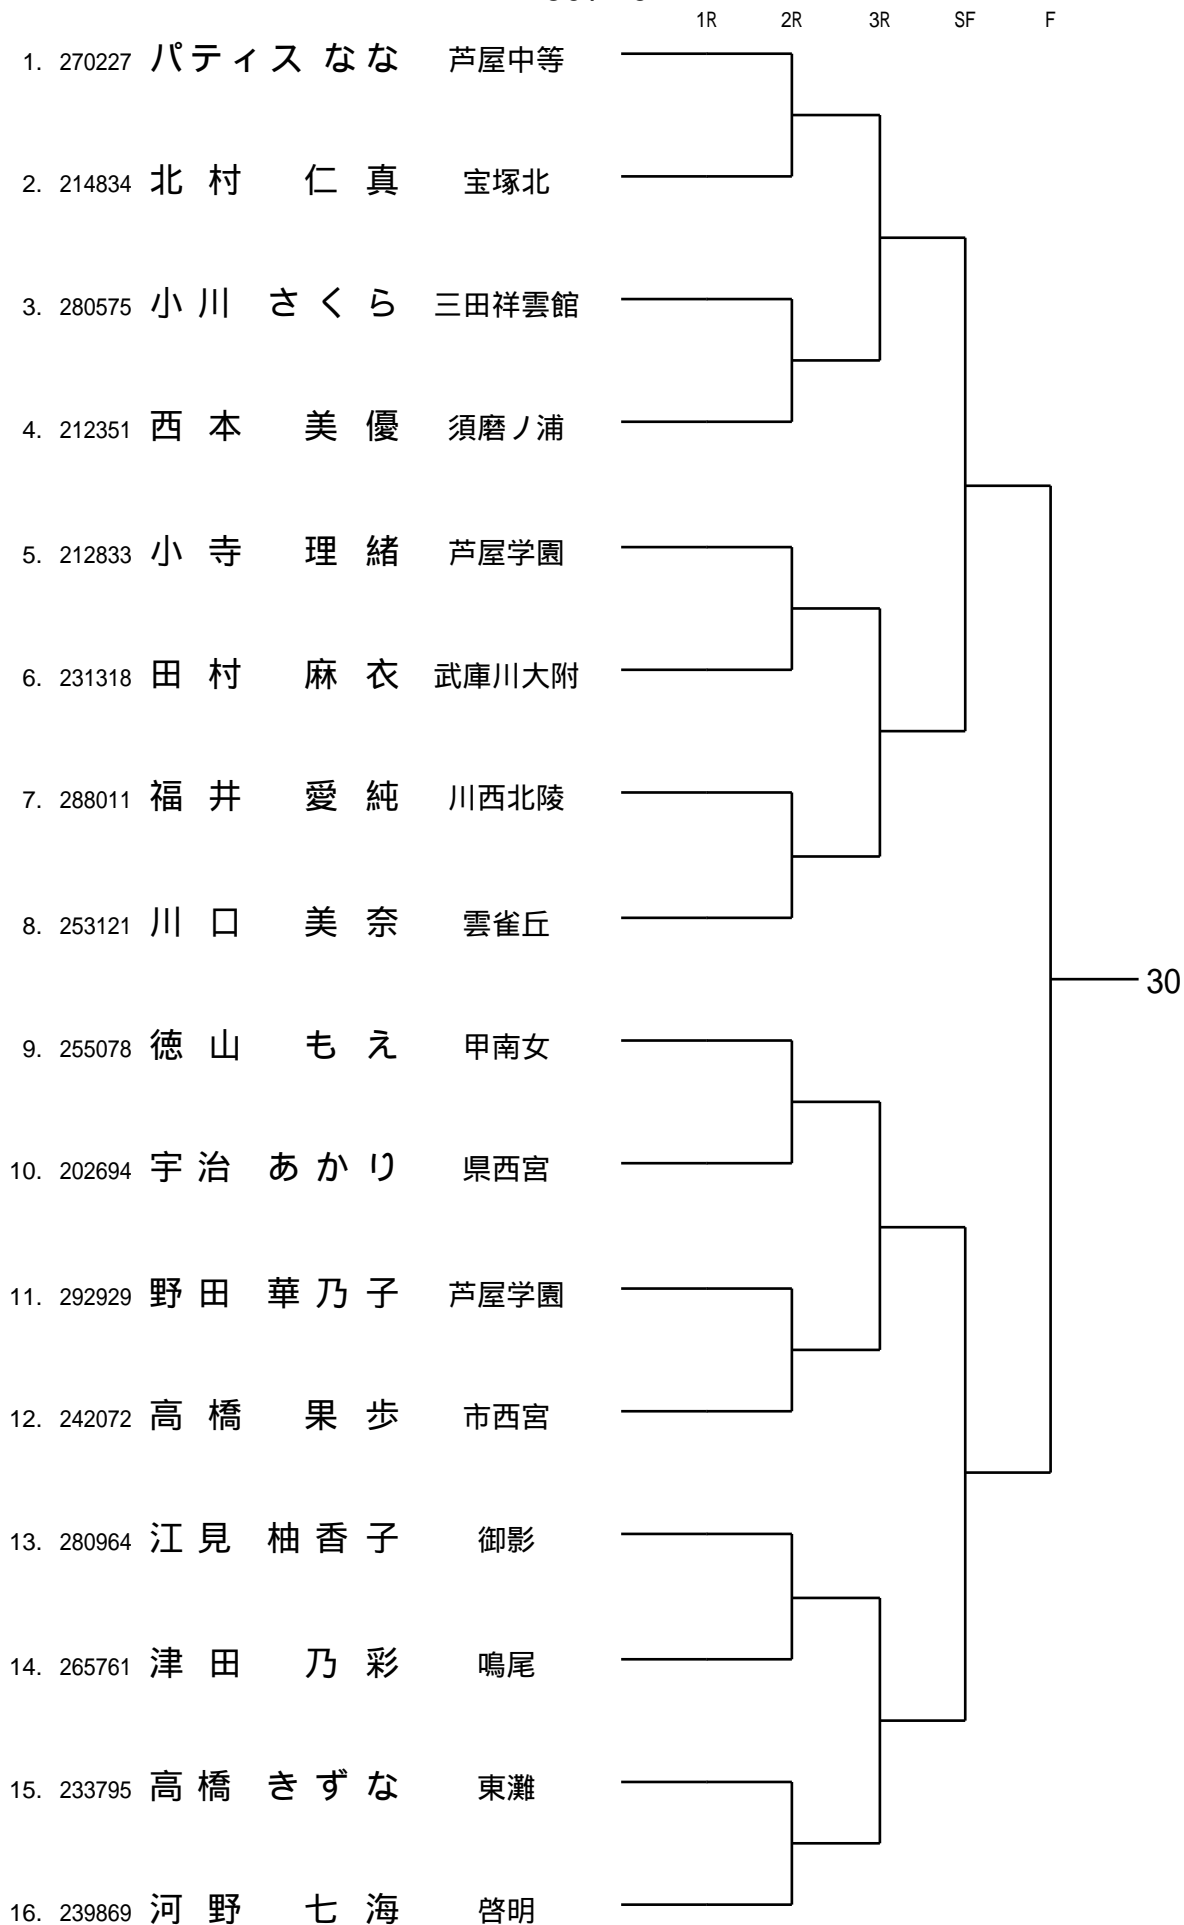 1R 2R 3R SF F
1. 270227 パティス なな 芦屋中等
2. 214834 北村 仁真 宝塚北
3. 280575 小川 さくら 三田祥雲館
4. 212351 西本 美優 須磨ノ浦
5. 212833 小寺 理緒 芦屋学園
6. 231318 田村 麻衣 武庫川大附
7. 288011 福井 愛純 川西北陵
8. 253121 川口 美奈 雲雀丘
30
9. 255078 徳山 もえ 甲南女
10. 202694 宇治 あかり 県西宮
11. 292929 野田 華乃子 芦屋学園
12. 242072 高橋 果歩 市西宮
13. 280964 江見 柚香子 御影
14. 265761 津田 乃彩 鳴尾
15. 233795 高橋 きずな 東灘
16. 239869 河野 七海 啓明